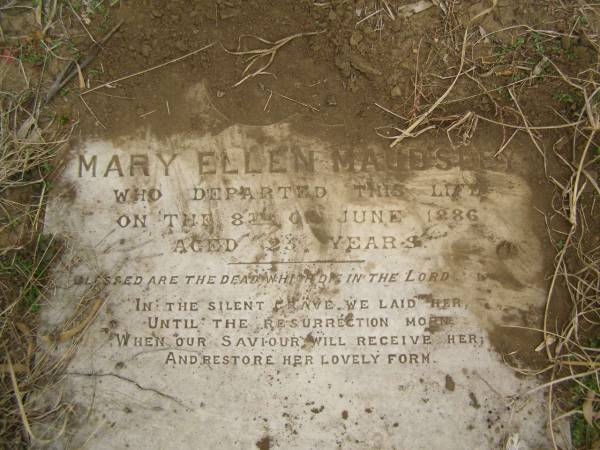 MARY ELLEN MAUDSLEY
WHO DEPARTED THIS LIFE
ON THE 8TH OF JUNE 1886
AGED 23 YEARS.
BLESSED ARE THE DEAD WHICH DIE IN THE LORD
IN THE SILENT GRAVE WE LAID HER,
UNTIL THE RESURRECTION MORN.
WHEN OUR SAVIOUR WILL RECEIVE HER;
AND RESTORE HER LOVELY FORM.